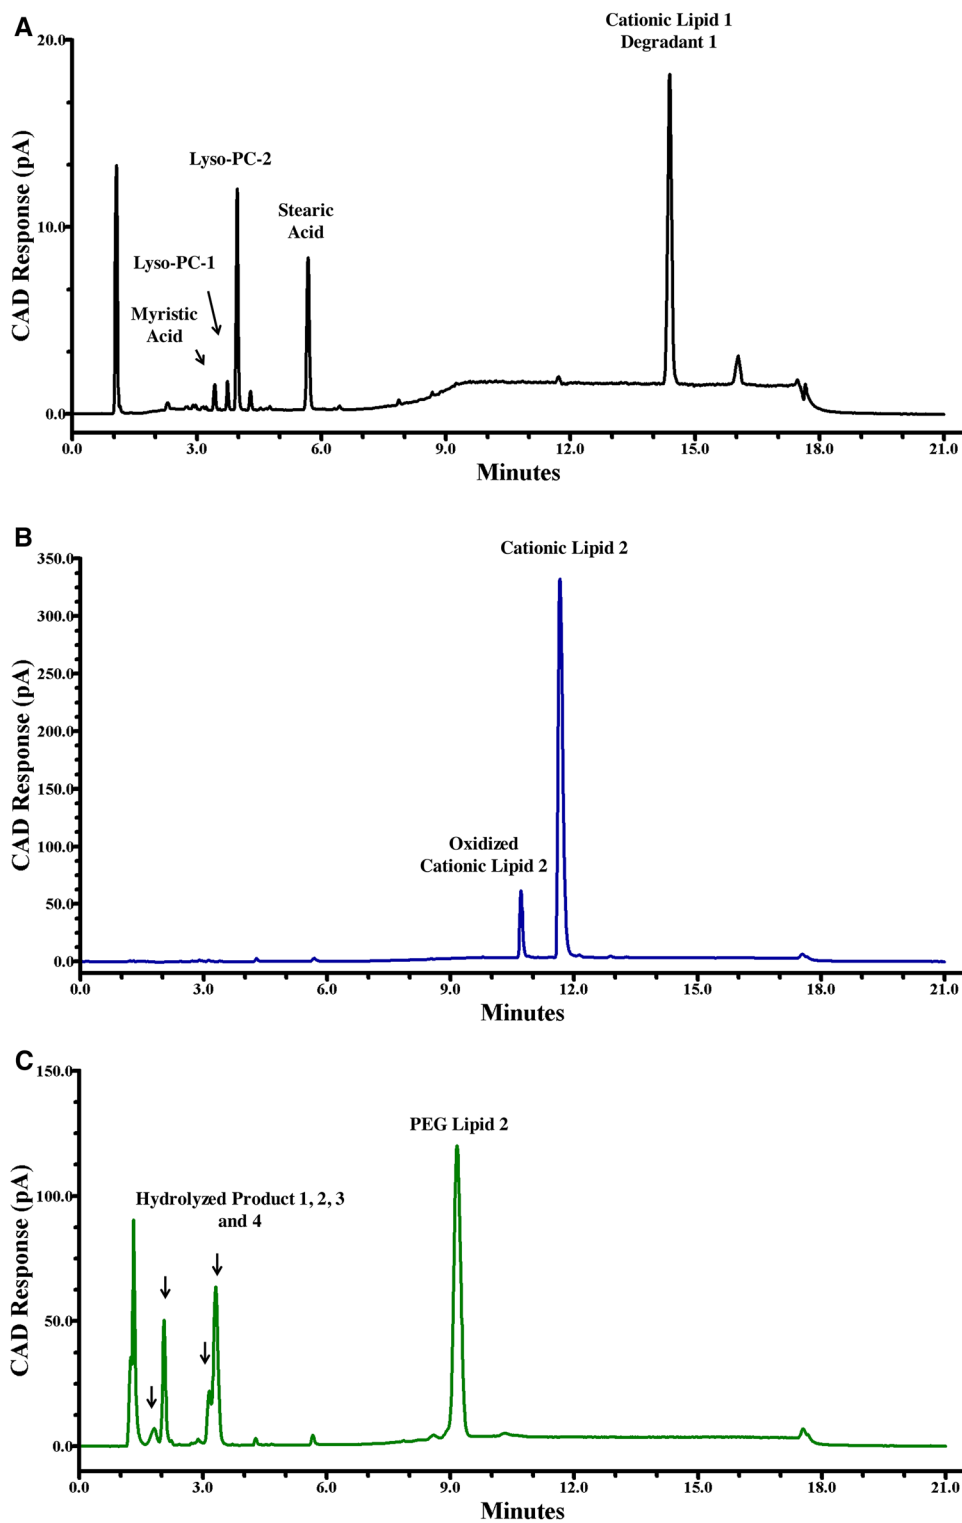 A
Cationic Lipid 1
Degradant 1
20.0
Lyso-PC-2
Stearic
Acid
10.0
Lyso-PC-1
Myristic
Acid
0.0
CAD Response (pA)
0.0 3.0 6.0 9.0 12.0 15.0 18.0 21.0
Minutes
B
Cationic Lipid 2
350.0
300.0
250.0
200.0
150.0
100.0
50.0
0.0
CAD Response (pA)
Oxidized
Cationic Lipid 2
0.0 3.0 6.0 9.0 12.0 15.0 18.0 21.0
Minutes
C
150.0
PEG Lipid 2
100.0
Hydrolyzed Product 1, 2, 3
and 4
50.0
0.0
CAD Response (pA)
0.0 3.0 6.0 9.0 12.0 15.0 18.0 21.0
Minutes